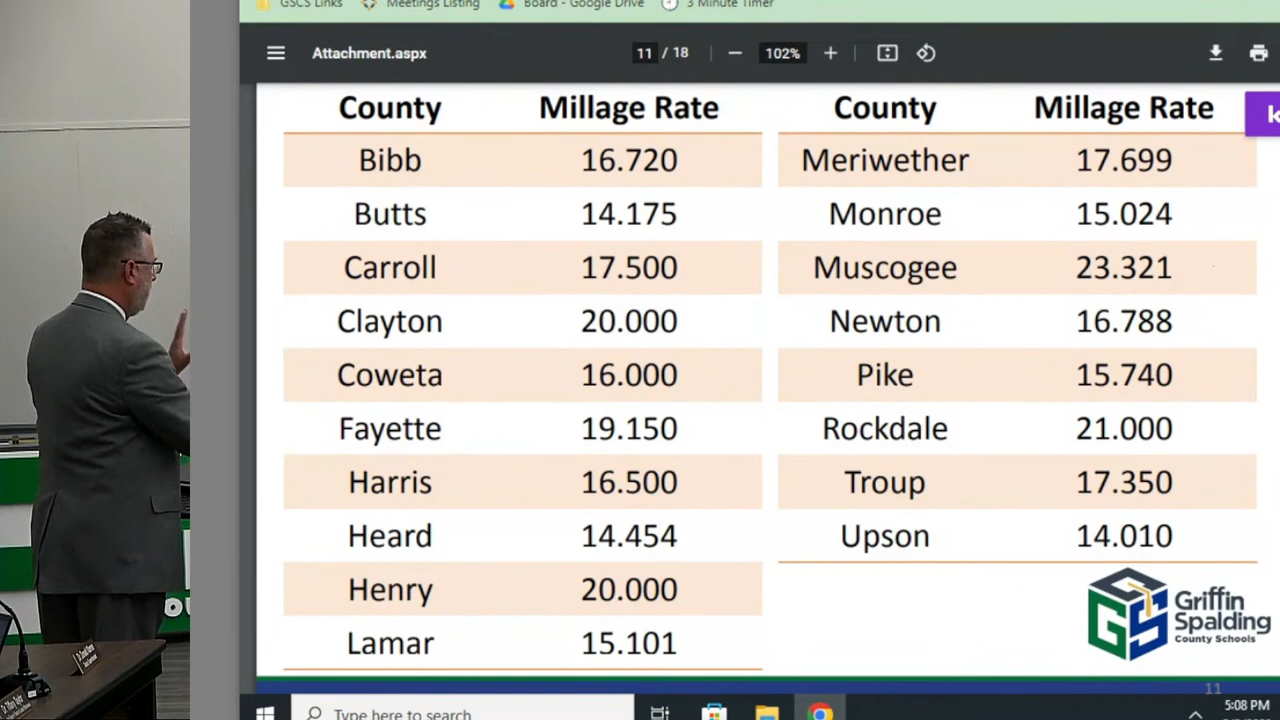 GSCS Links Meetings Listing Board - Google Drive 3 Minute Timer
Attachment.aspx 11 / 18 102%
County Millage Rate County Millage Rate
Bibb 16.720 Meriwether 17.699
Butts 14.175 Monroe 15.024
Carroll 17.500 Muscogee 23.321
Clayton 20.000 Newton 16.788
Coweta 16.000 Pike 15.740
Fayette 19.150 Rockdale 21.000
Harris 16.500 Troup 17.350
Heard 14.454 Upson 14.010
Henry 20.000
Lamar 15.101
GSCS
Griffin
Spalding
County Schools
11
Type here to search
5:08 PM